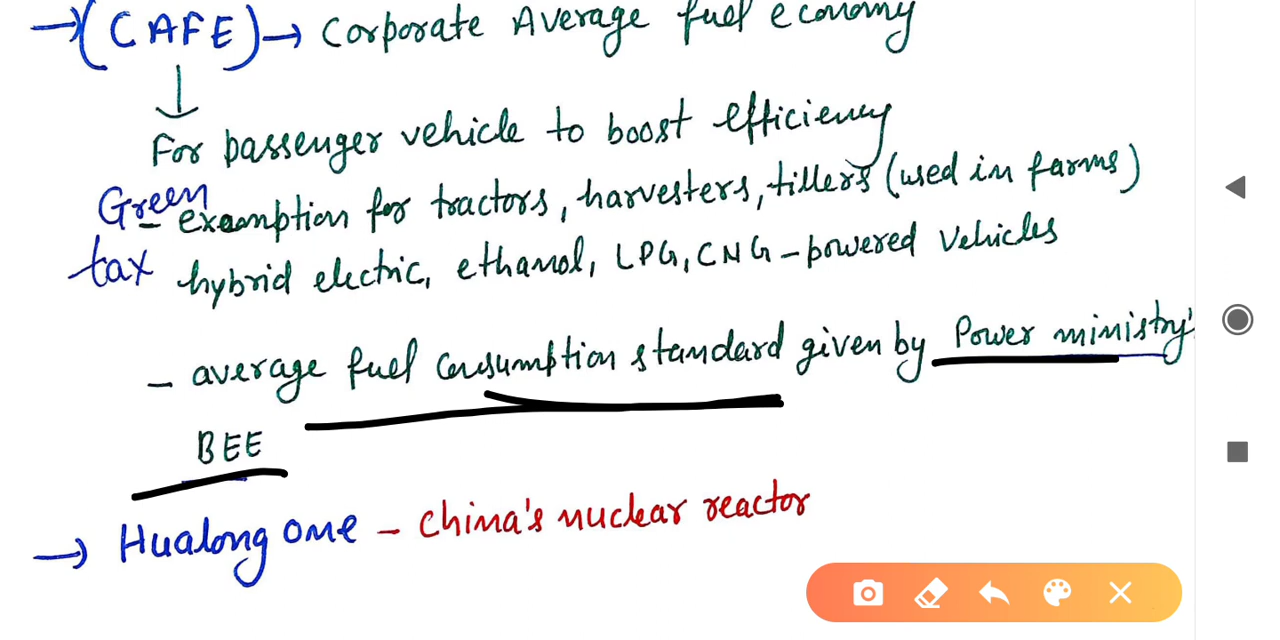 → (CAFE) → Corporate Average fuel economy
↓
For passenger vehicle to boost efficiency
Green
- exemption for tractors, harvesters, tillers (used in farms)
tax
hybrid electric, ethanol, LPG, CNG-powered Vehicles
- average fuel consumption standard given by Power ministry's
BEE
→ Hualong One - China's nuclear reactor